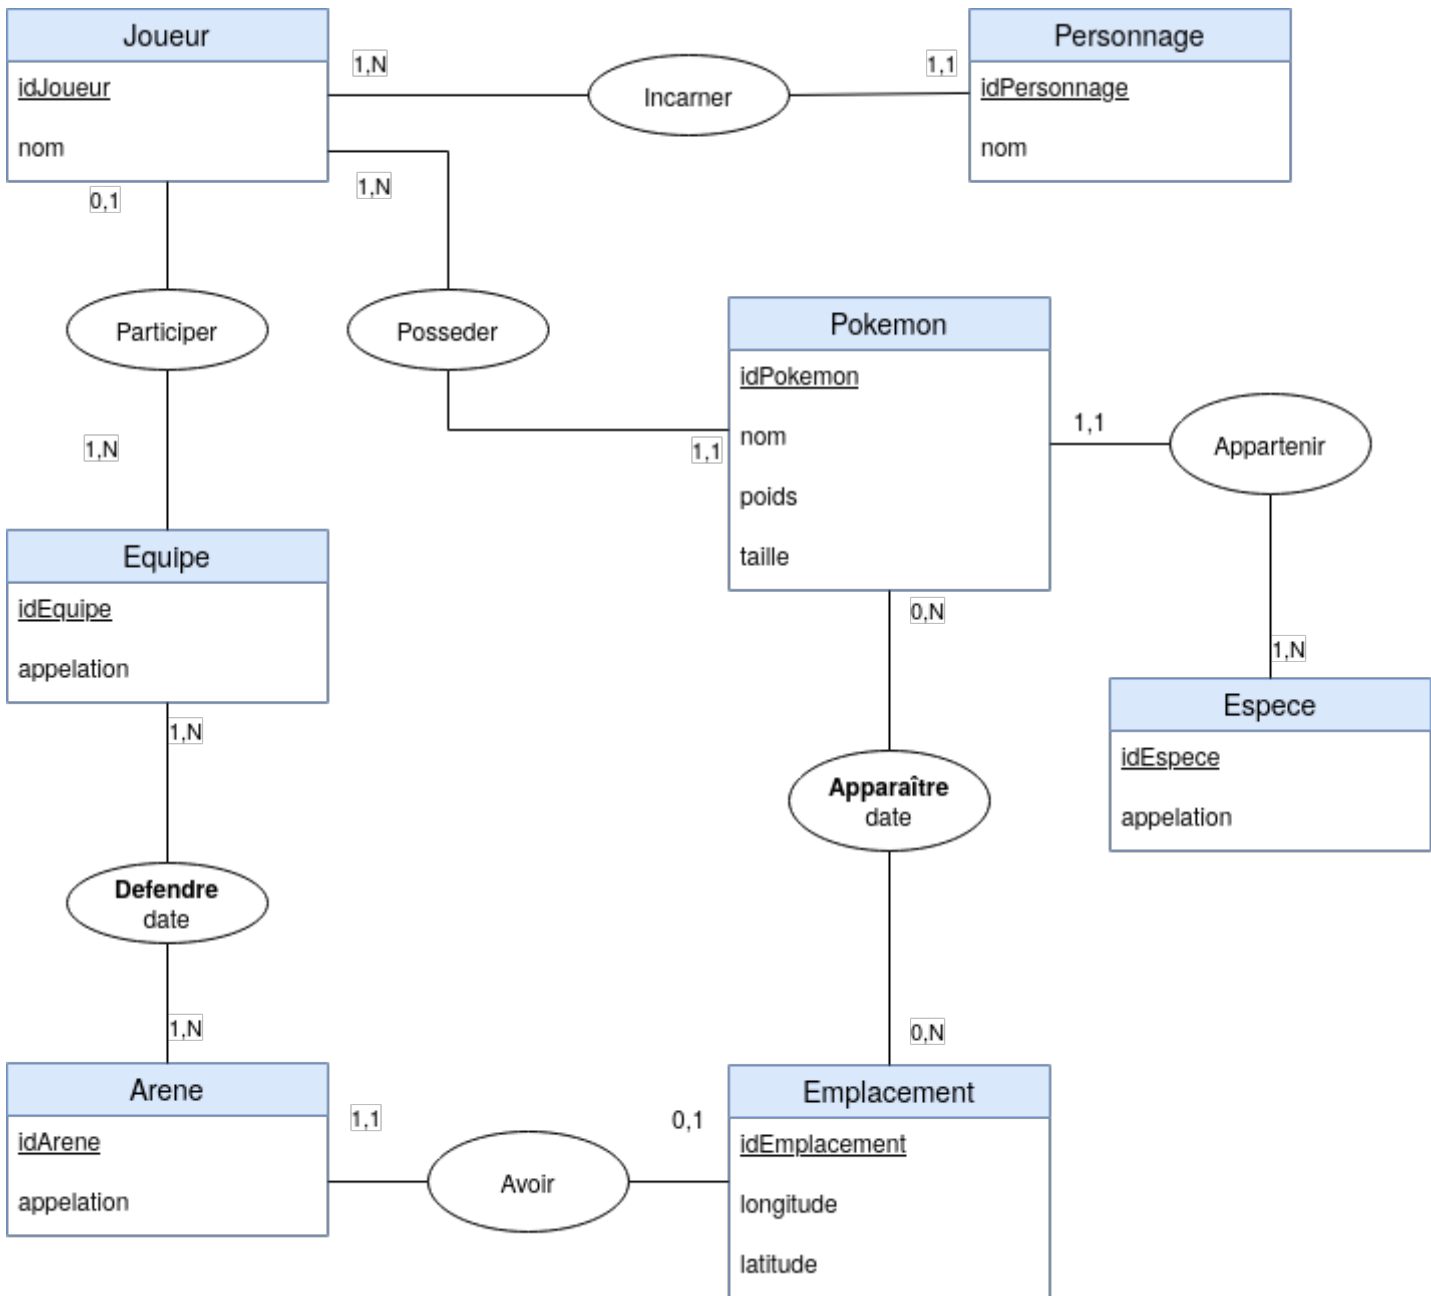 Joueur
idJoueur
nom
1,N
Incarner
1,1
Personnage
idPersonnage
nom
0,1
1,N
Participer
Posseder
1,N
1,1
Pokemon
idPokemon
nom
poids
taille
1,1
Appartenir
1,N
Espece
idEspece
appelation
Equipe
idEquipe
appelation
1,N
0,N
Apparaître
date
Defendre
date
1,N
0,N
Arene
idArene
appelation
1,1
Avoir
0,1
Emplacement
idEmplacement
longitude
latitude